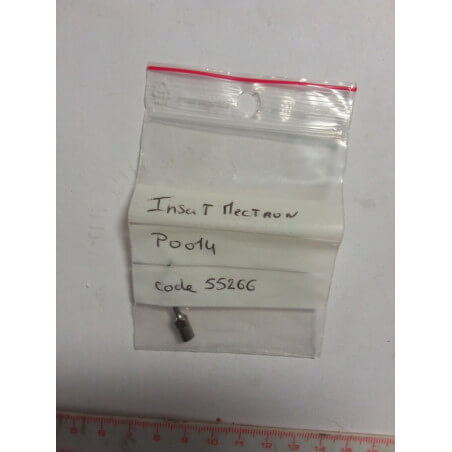 Insert Mectron
P0014
code 55266